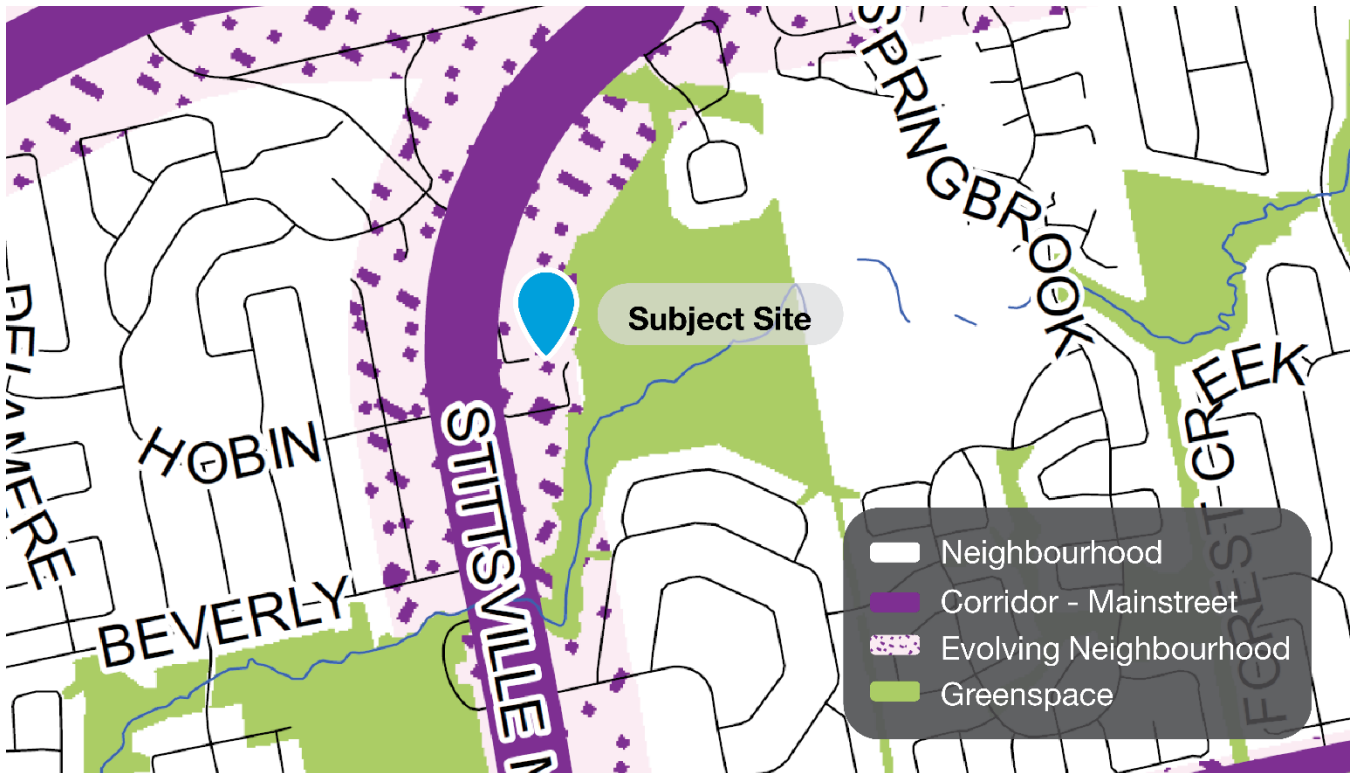 SPRINGBROOK
Subject Site
HOBIN
STITTSVILLE M
BEVERLY
FOREST CREEK
Neighbourhood
Corridor - Mainstreet
Evolving Neighbourhood
Greenspace